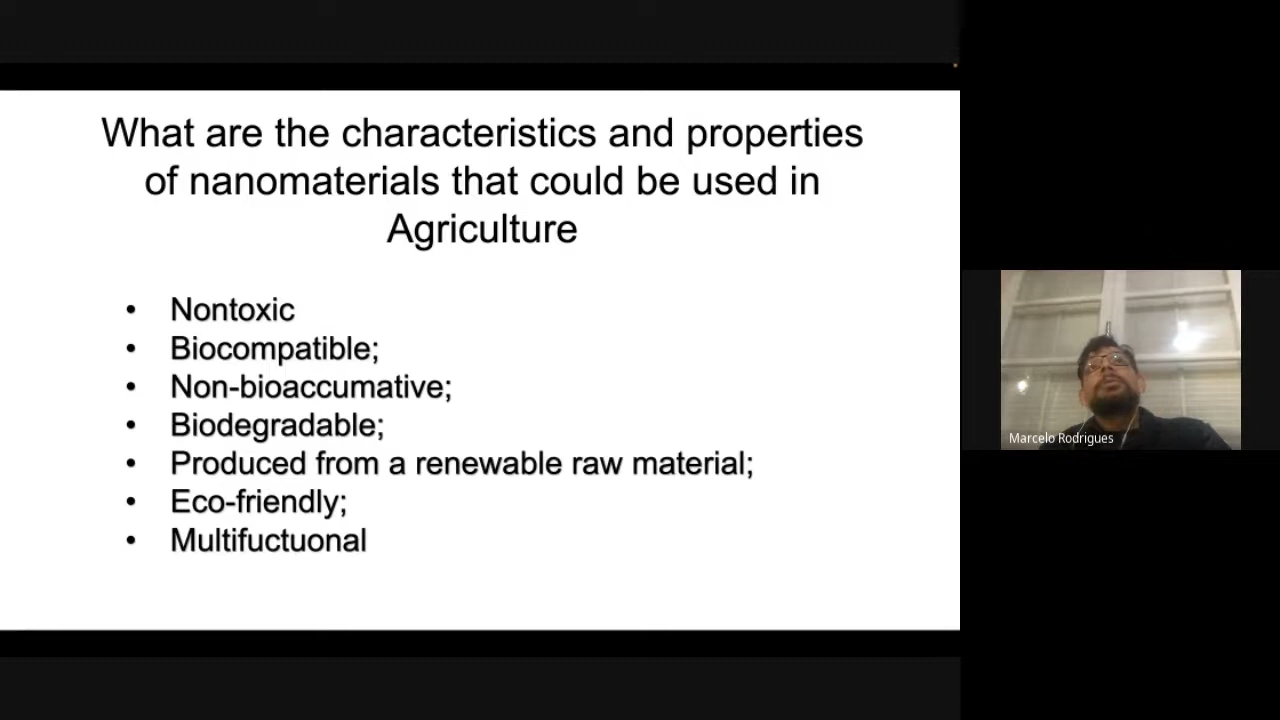 What are the characteristics and properties
of nanomaterials that could be used in
Agriculture
• Nontoxic
• Biocompatible;
• Non-bioaccumative;
• Biodegradable;
• Produced from a renewable raw material;
• Eco-friendly;
• Multifuctuonal
Marcelo Rodrigues